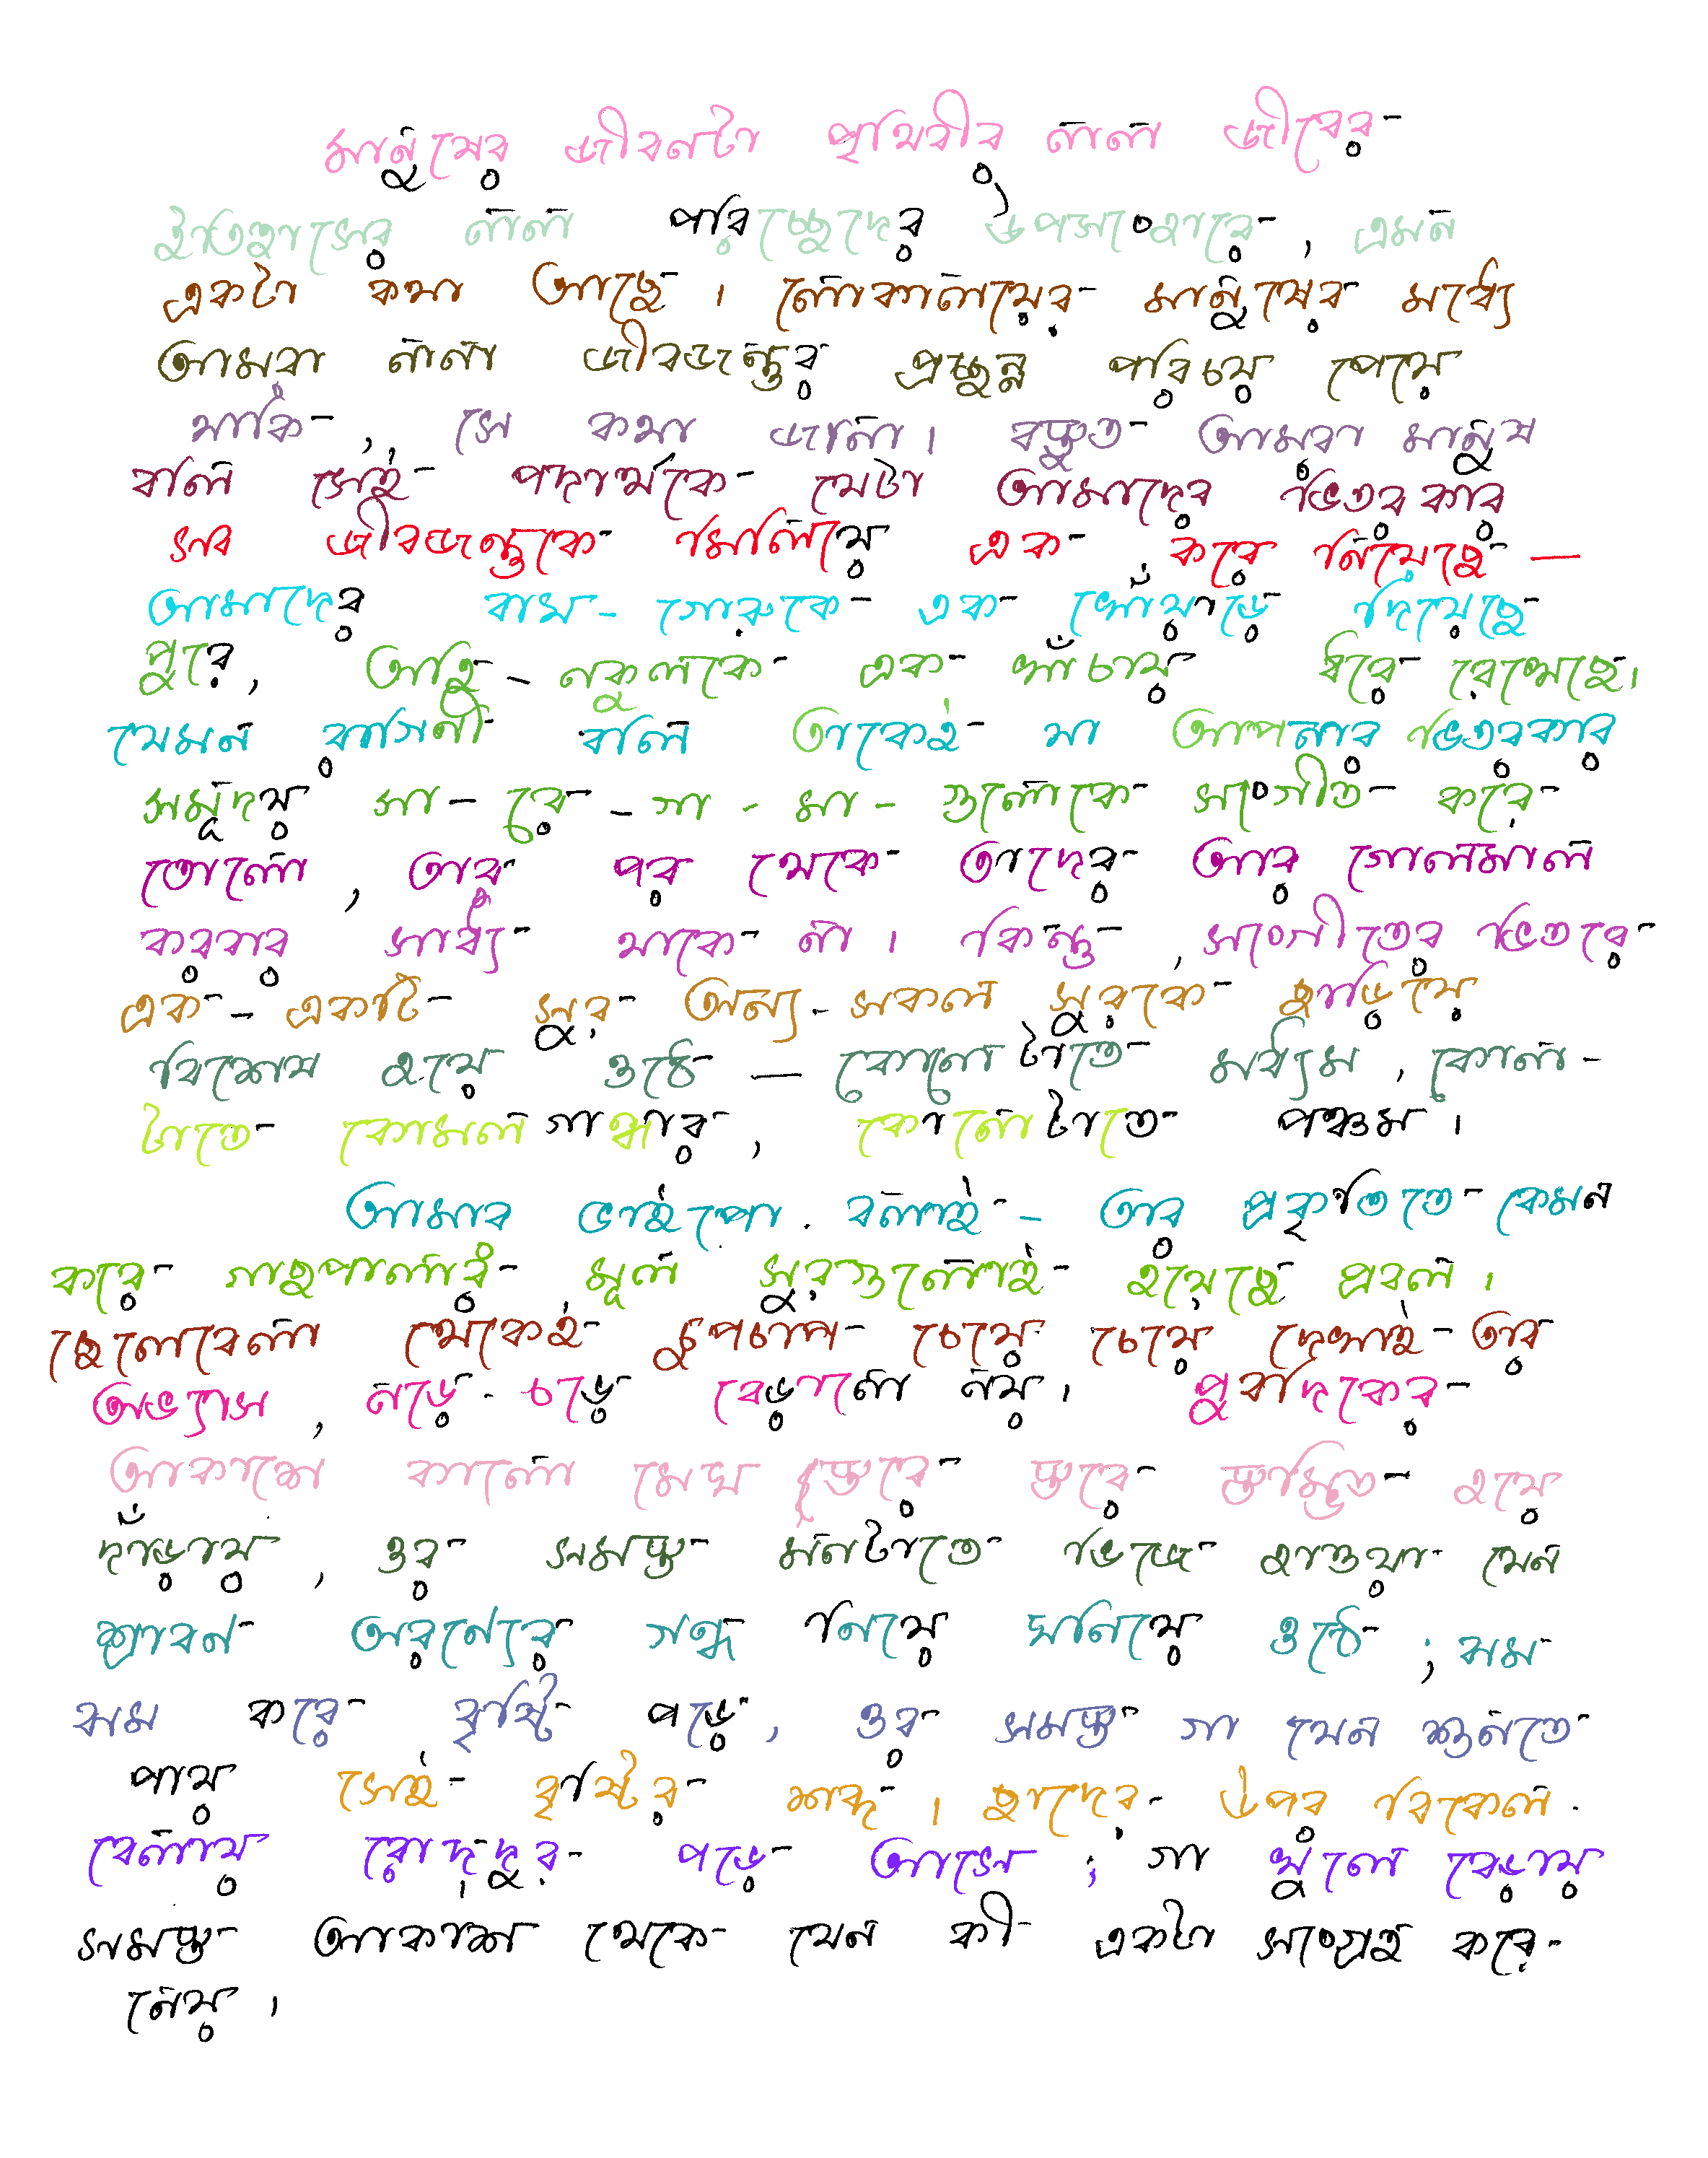 মানুষের জীবনটা পৃথিবীর নানা জীবের
ইতিহাসের নানা পরিচ্ছেদের উপসংহারে, এমন
একটা কথা আছে। লোকালয়ের মানুষের মধ্যে
আমরা নানা জীবজন্তুর প্রচ্ছন্ন পরিচয় পেয়ে
থাকি, সে কথা জানা। বস্তুত আমরা মানুষ
বলি সেই পদার্থকে যেটা আমাদের ভিতরকার
সব জীবজন্তুকে মিলিয়ে এক করে নিয়েছে —
আমাদের বাঘ-গোরুকে এক খোঁয়াড়ে দিয়েছে
পুরে, অহি-নকুলকে এক খাঁচায় ধরে রেখেছে।
যেমন রাগিণী বলি তাকেই যা আপনার ভিতরকার
সমুদয় সা-রে-গা-মা-গুলোকে সংগীত করে
তোলে, তার পর থেকে তাদের আর গোলমাল
করবার সাধ্য থাকে না। কিন্তু, সংগীতের ভিতরে
এক-একটি সুর অন্য-সকল সুরকে ছাড়িয়ে
বিশেষ হয়ে ওঠে — কোনোটাতে মধ্যম, কোনো-
টাতে কোমলগান্ধার, কোনোটাতে পঞ্চম।
আমার ভাইপো বলাই - তার প্রকৃতিতে কেমন
করে গাছপালার মূল সুরগুলোই হয়েছে প্রবল।
ছেলেবেলা থেকেই চুপচাপ চেয়ে চেয়ে দেখাই তার
অভ্যাস, নড়ে-চড়ে বেড়ানো নয়। পুবদিকের
আকাশে কালো মেঘ স্তরে স্তরে স্তম্ভিত হয়ে
দাঁড়ায়, ওর সমস্ত মনটাতে ভিজে হাওয়া যেন
শ্রাবণ অরণ্যের গন্ধ নিয়ে ঘনিয়ে ওঠে; ঝম
ঝম করে বৃষ্টি পড়ে, ওর সমস্ত গা যেন শুনতে
পায় সেই বৃষ্টির শব্দ। ছাদের উপর বিকেল
বেলায় রোদ্‌দুর পড়ে আসে; গা খুলে বেড়ায়
সমস্ত আকাশ থেকে যেন কী একটা সংগ্রহ করে
নেয়।